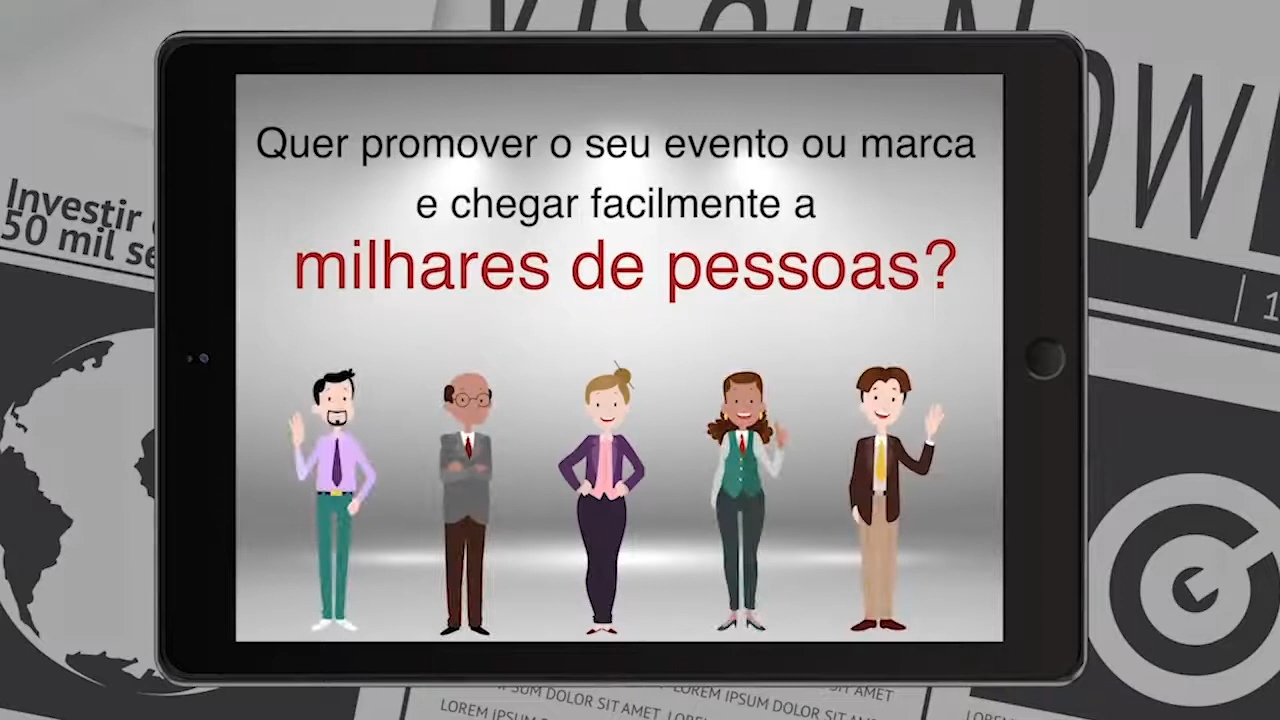 Quer promover o seu evento ou marca
e chegar facilmente a
milhares de pessoas?
Investir
50 mil
LOREM IPSUM DOLOR SIT AMET
LOREM IPSUM DOLOR SIT AMET, LOREM